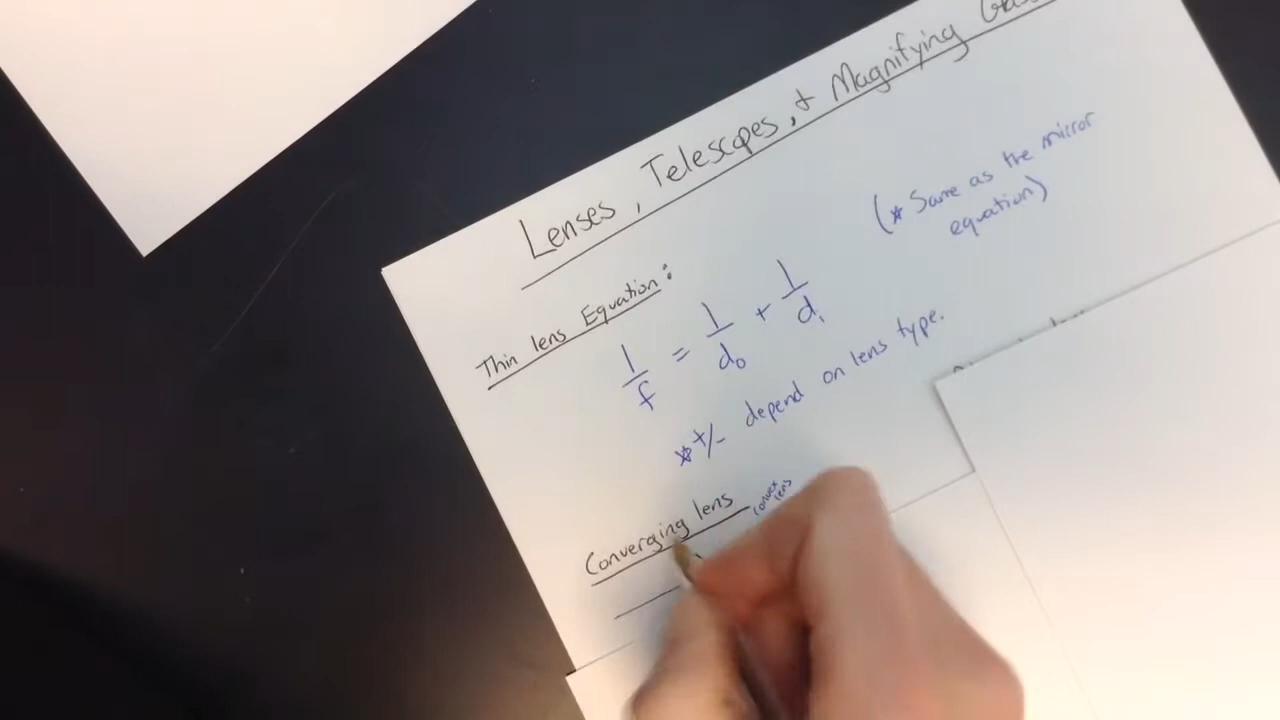 Lenses, Telescopes, & Magnifying
(* Same as the mirror
equation)
Thin lens Equation:
1/f = 1/d₀ + 1/dᵢ
* +/- depend on lens type.
Converging lens
convex
lens